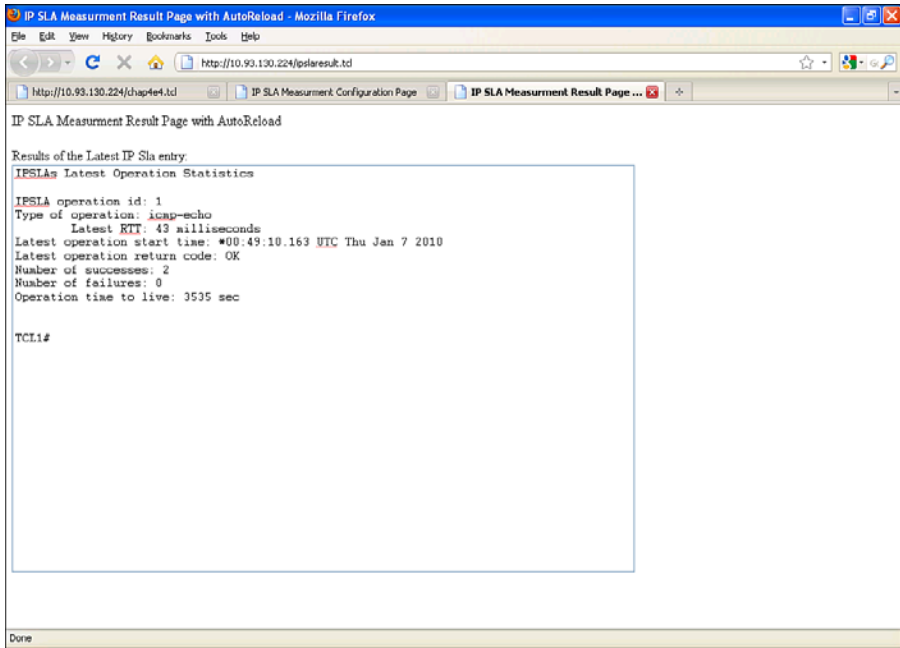 IP SLA Measurment Result Page with AutoReload - Mozilla Firefox
File Edit View History Bookmarks Tools Help
http://10.93.130.224/ipslaresult.tcl
http://10.93.130.224/chap4e4.tcl IP SLA Measurment Configuration Page IP SLA Measurment Result Page ...
IP SLA Measurment Result Page with AutoReload
Results of the Latest IP Sla entry:
IPSLAs Latest Operation Statistics
IPSLA operation id: 1
Type of operation: icmp-echo
Latest RTT: 43 milliseconds
Latest operation start time: *00:49:10.163 UTC Thu Jan 7 2010
Latest operation return code: OK
Number of successes: 2
Number of failures: 0
Operation time to live: 3535 sec
TCL1#
Done